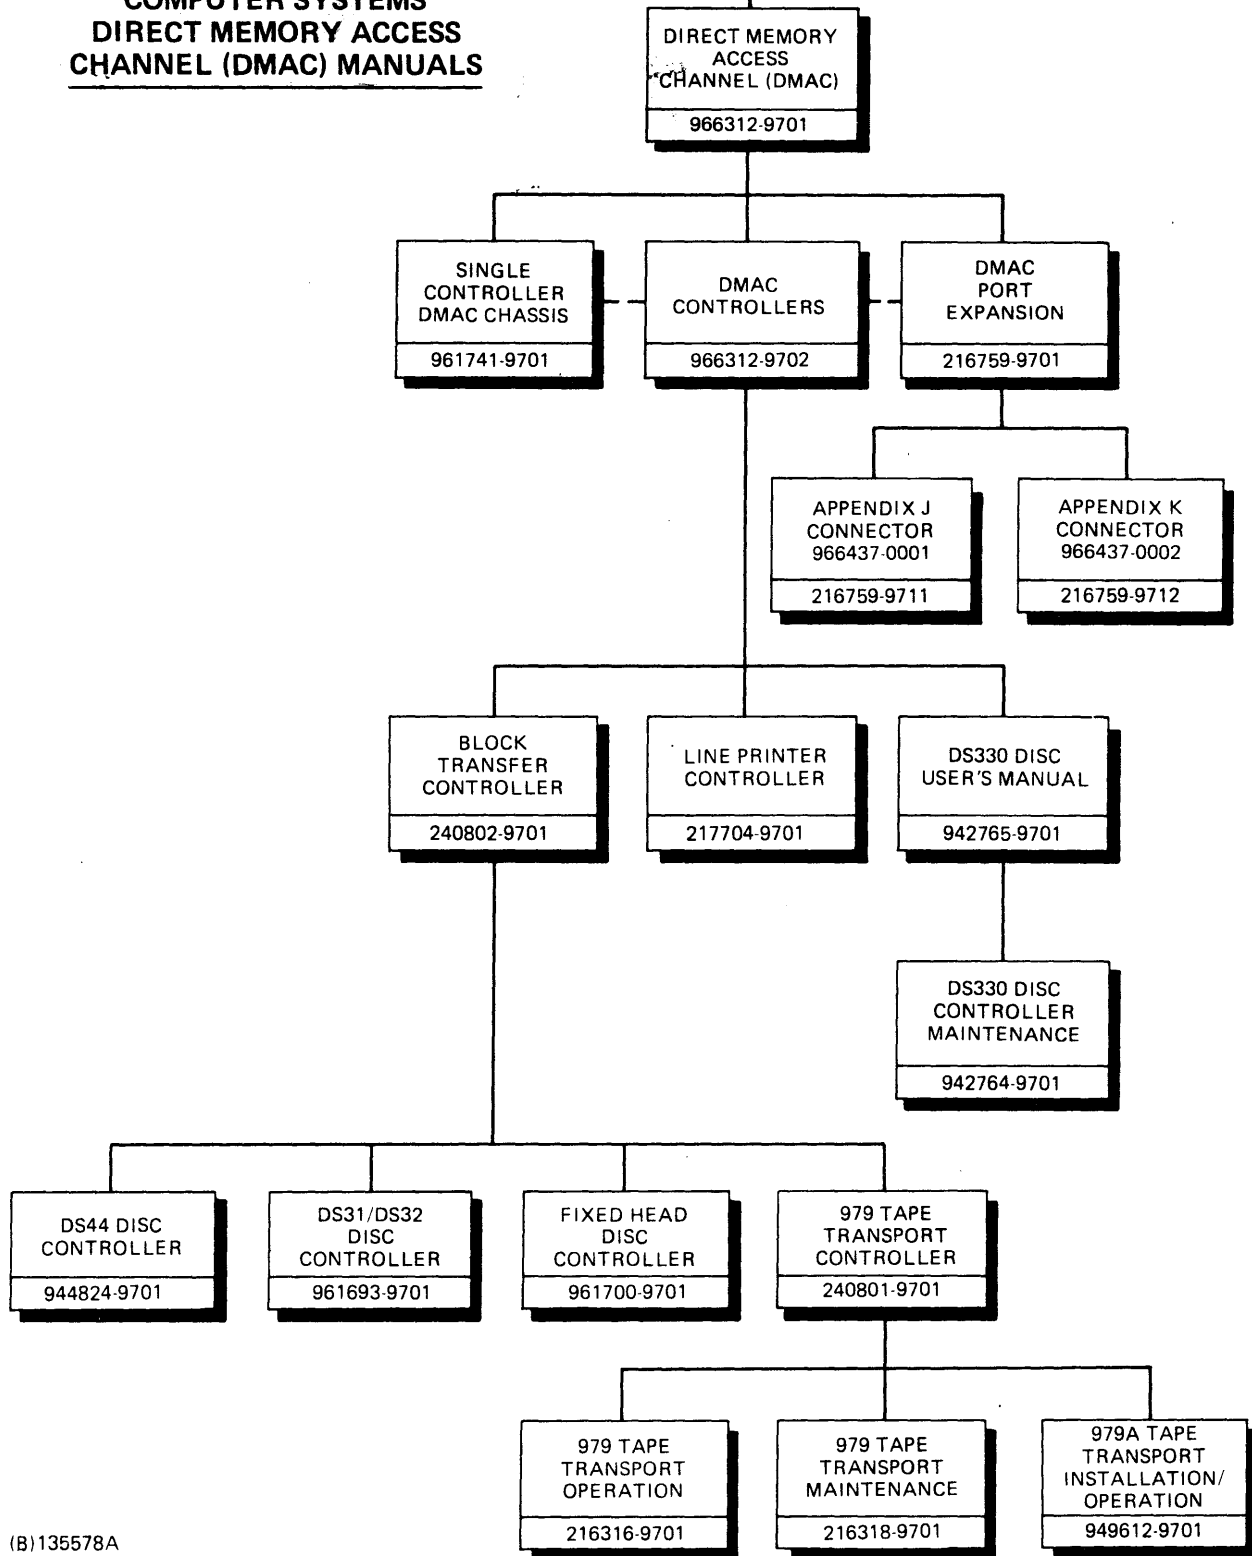 COMPUTER SYSTEMS
DIRECT MEMORY ACCESS
CHANNEL (DMAC) MANUALS
DIRECT MEMORY
ACCESS
CHANNEL (DMAC)
966312-9701
SINGLE
CONTROLLER
DMAC CHASSIS
961741-9701
DMAC
CONTROLLERS
966312-9702
DMAC
PORT
EXPANSION
216759-9701
APPENDIX J
CONNECTOR
966437-0001
216759-9711
APPENDIX K
CONNECTOR
966437-0002
216759-9712
BLOCK
TRANSFER
CONTROLLER
240802-9701
LINE PRINTER
CONTROLLER
217704-9701
DS330 DISC
USER'S MANUAL
942765-9701
DS330 DISC
CONTROLLER
MAINTENANCE
942764-9701
DS44 DISC
CONTROLLER
944824-9701
DS31/DS32
DISC
CONTROLLER
961693-9701
FIXED HEAD
DISC
CONTROLLER
961700-9701
979 TAPE
TRANSPORT
CONTROLLER
240801-9701
979 TAPE
TRANSPORT
OPERATION
216316-9701
979 TAPE
TRANSPORT
MAINTENANCE
216318-9701
979A TAPE
TRANSPORT
INSTALLATION/
OPERATION
949612-9701
(B)135578A